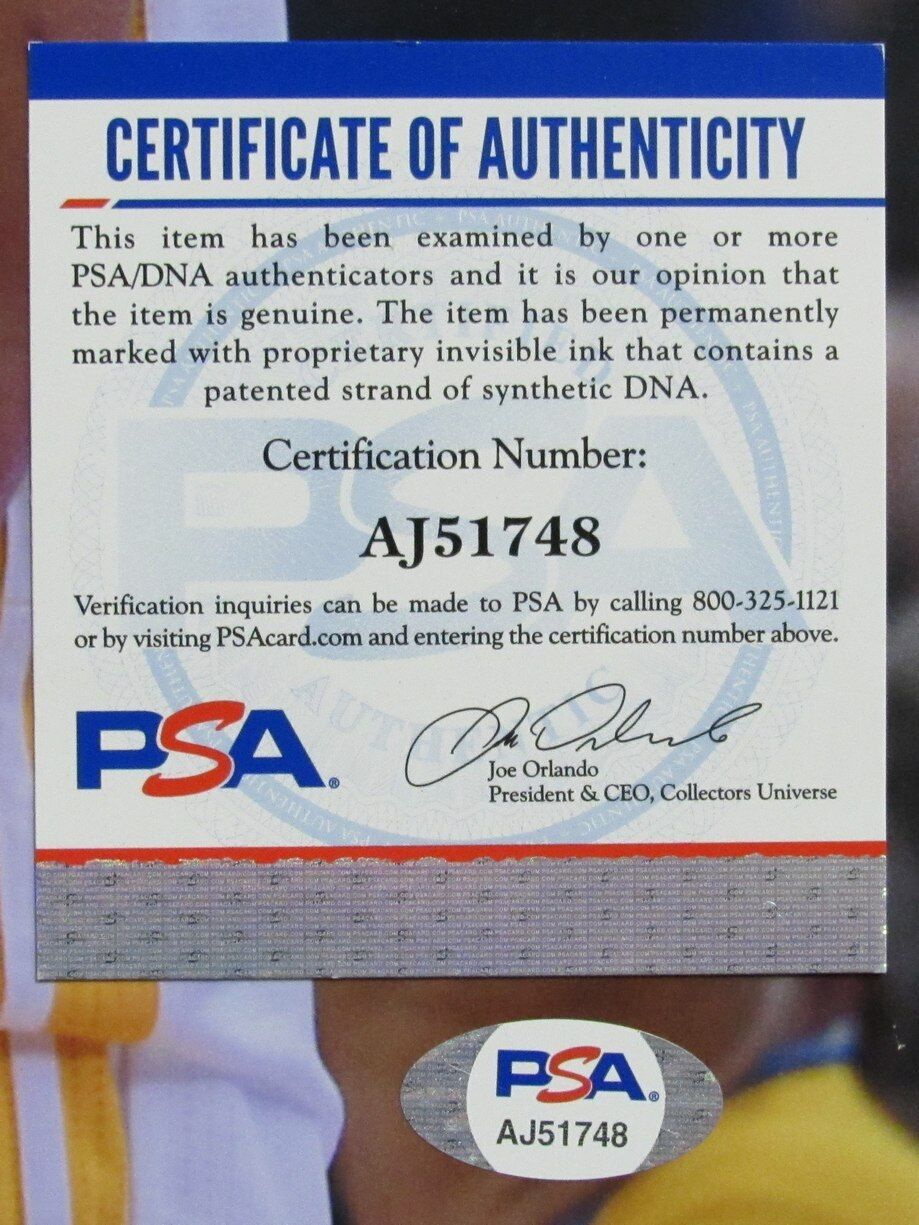 CERTIFICATE OF AUTHENTICITY
This item has been examined by one or more
PSA/DNA authenticators and it is our opinion that
the item is genuine. The item has been permanently
marked with proprietary invisible ink that contains a
patented strand of synthetic DNA.
Certification Number:
AJ51748
Verification inquiries can be made to PSA by calling 800-325-1121
or by visiting PSAcard.com and entering the certification number above.
PSA®
Joe Orlando
President & CEO, Collectors Universe
PSA®
AJ51748